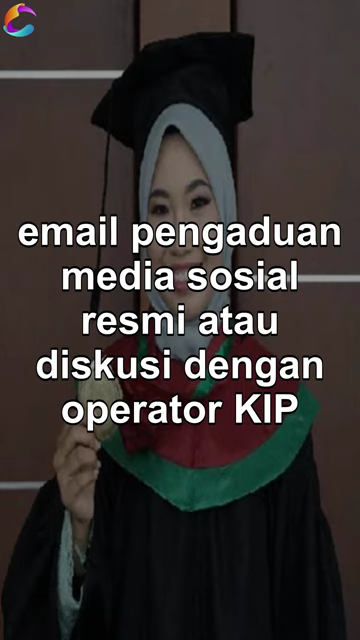 email pengaduan
media sosial
resmi atau
diskusi dengan
operator KIP